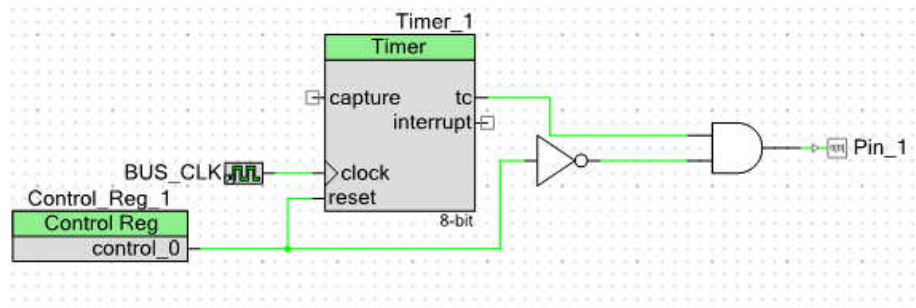 Timer_1
Timer
capture
tc
interrupt
BUS_CLK
clock
reset
8-bit
Pin_1
Control_Reg_1
Control Reg
control_0